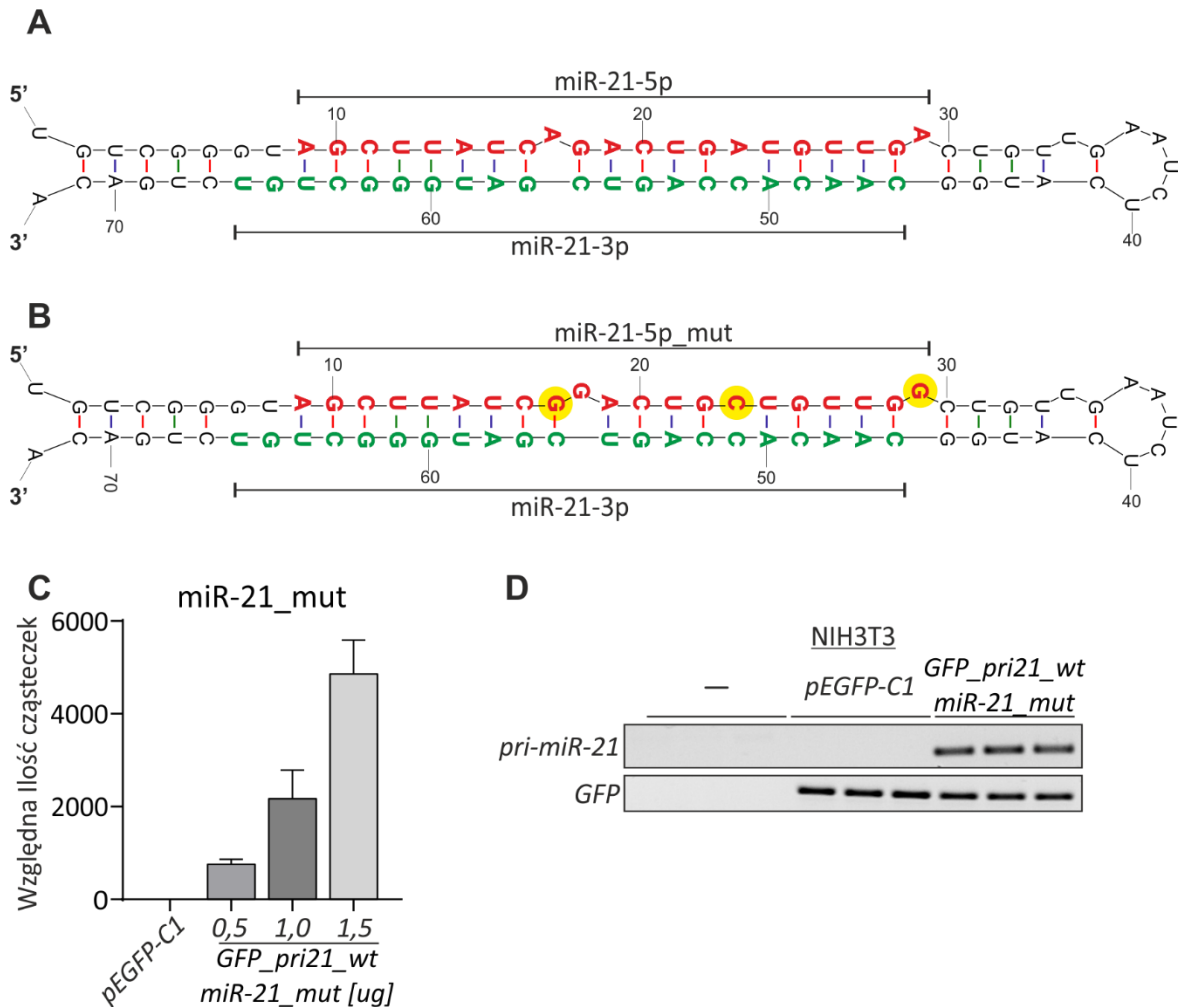 A
miR-21-5p
5'
10
20
30
U G U C G G G U A G C U U A U C A G A C U G A U G U U G A C U G U U G A A U C
A C A G U C U G U C G G G U A G C U G A C C A C A A C G G U A C U
3'
70
60
50
40
miR-21-3p
B
miR-21-5p_mut
5'
10
20
30
U G U C G G G U A G C U U A U C G G A C U G C U G U U G G C U G U U G A A U C
A C A G U C U G U C G G G U A G C U G A C C A C A A C G G U A C U
3'
70
60
50
40
miR-21-3p
C
miR-21_mut
Względna Ilość cząsteczek
6000
4000
2000
0
pEGFP-C1
0,5 1,0 1,5
GFP_pri21_wt
miR-21_mut [ug]
D
NIH3T3
— pEGFP-C1 GFP_pri21_wt
miR-21_mut
pri-miR-21
GFP